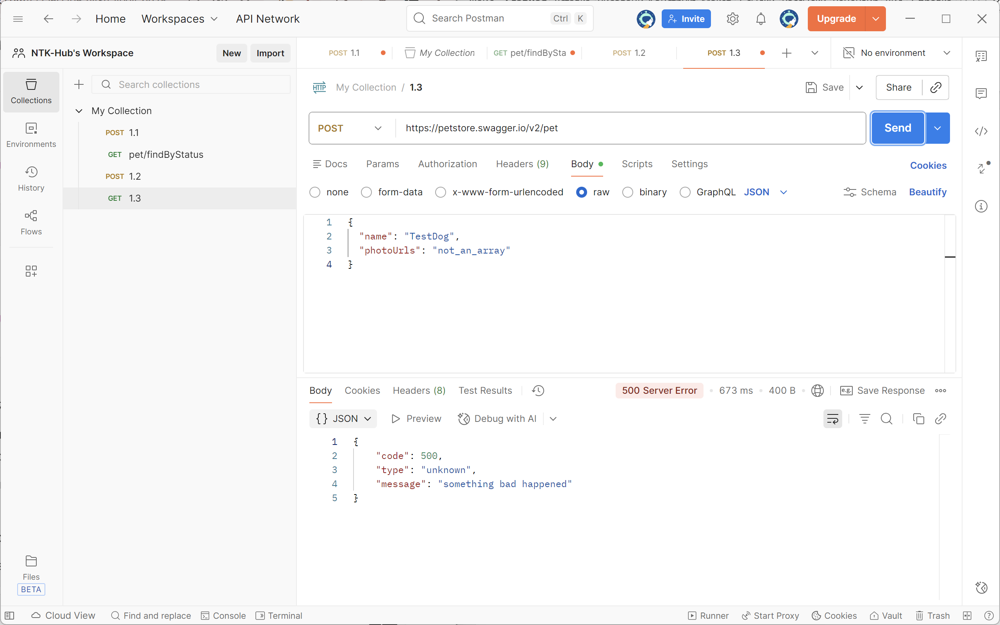 Home
Workspaces
API Network
Search Postman
Ctrl K
Invite
Upgrade
NTK-Hub's Workspace
New
Import
POST 1.1
My Collection
GET pet/findBySta
POST 1.2
POST 1.3
No environment
Collections
Environments
History
Flows
Files
BETA
Search collections
My Collection
POST 1.1
GET pet/findByStatus
POST 1.2
GET 1.3
HTTP
My Collection / 1.3
Save
Share
POST
https://petstore.swagger.io/v2/pet
Send
Docs
Params
Authorization
Headers (9)
Body
Scripts
Settings
Cookies
none
form-data
x-www-form-urlencoded
raw
binary
GraphQL
JSON
Schema
Beautify
1 {
2 "name": "TestDog",
3 "photoUrls": "not_an_array"
4 }
Body
Cookies
Headers (8)
Test Results
500 Server Error
673 ms
400 B
e.g.
Save Response
{ } JSON
Preview
Debug with AI
1 {
2 "code": 500,
3 "type": "unknown",
4 "message": "something bad happened"
5 }
Cloud View
Find and replace
Console
Terminal
Runner
Start Proxy
Cookies
Vault
Trash